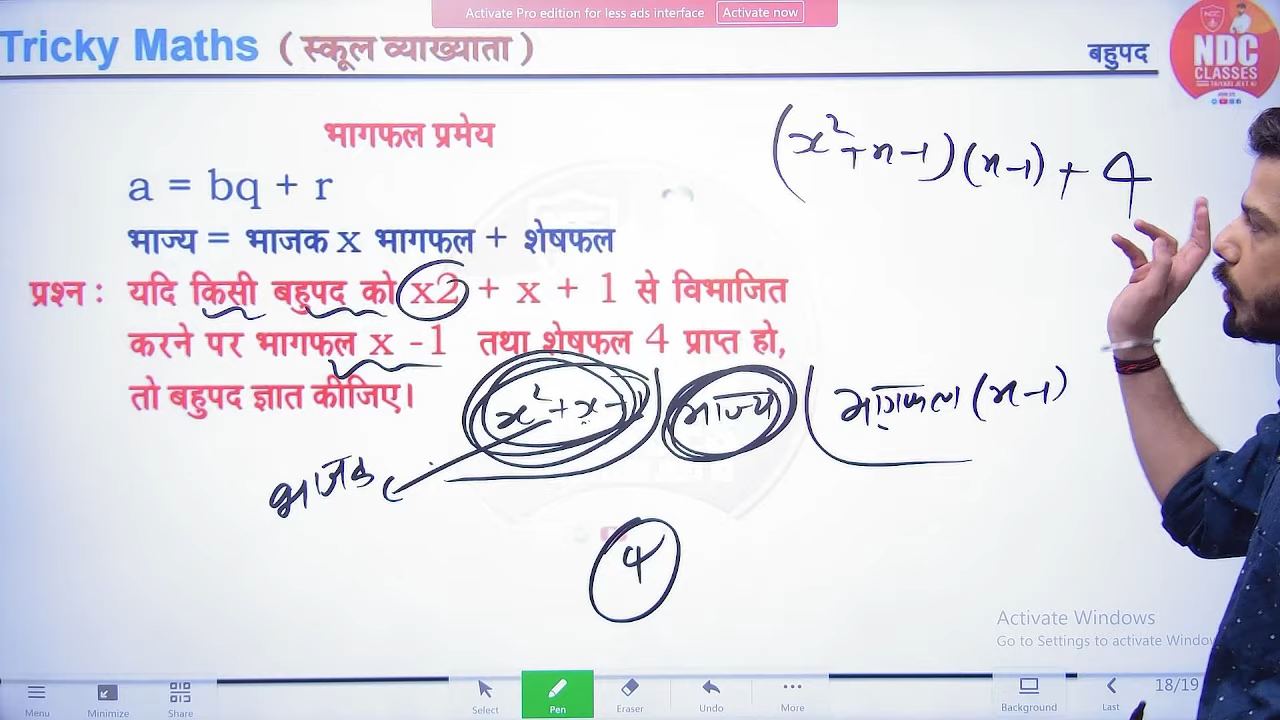 Activate Pro edition for less ads interface Activate now
Tricky Maths ( स्कूल व्याख्याता )
बहुपद
NDC
CLASSES
भागफल प्रमेय
(x²+x-1)(x-1)+4
a = bq + r
भाज्य = भाजक x भागफल + शेषफल
प्रश्न : यदि किसी बहुपद को x2 + x + 1 से विभाजित
करने पर भागफल x -1 तथा शेषफल 4 प्राप्त हो,
तो बहुपद ज्ञात कीजिए।
x²+x-1 भाज्य भागफल (x-1)
भाजक
4
Activate Windows
Go to Settings to activate Window
Menu Minimize Share Select Pen Eraser Undo More Background Last 18/19